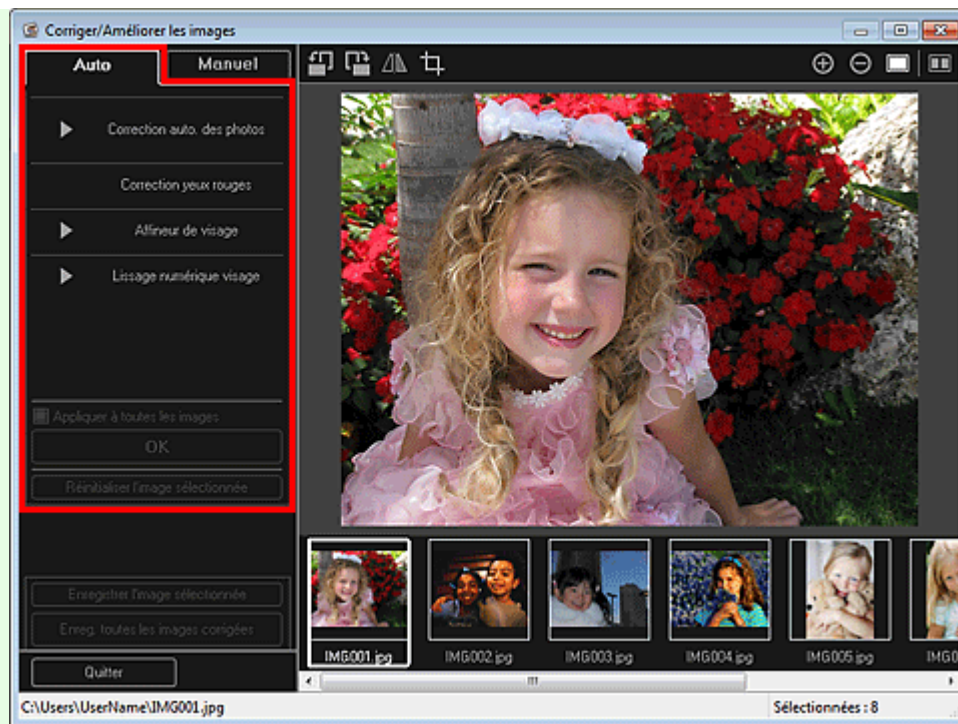 Corriger/Améliorer les images
Auto
Manuel
Correction auto. des photos
Correction yeux rouges
Affineur de visage
Lissage numérique visage
Appliquer à toutes les images
OK
Réinitialiser l'image sélectionnée
Enregistrer l'image sélectionnée
Enreg. toutes les images corrigées
Quitter
IMG001.jpg
IMG002.jpg
IMG003.jpg
IMG004.jpg
IMG005.jpg
IMG0
C:\Users\UserName\IMG001.jpg
Sélectionnées : 8